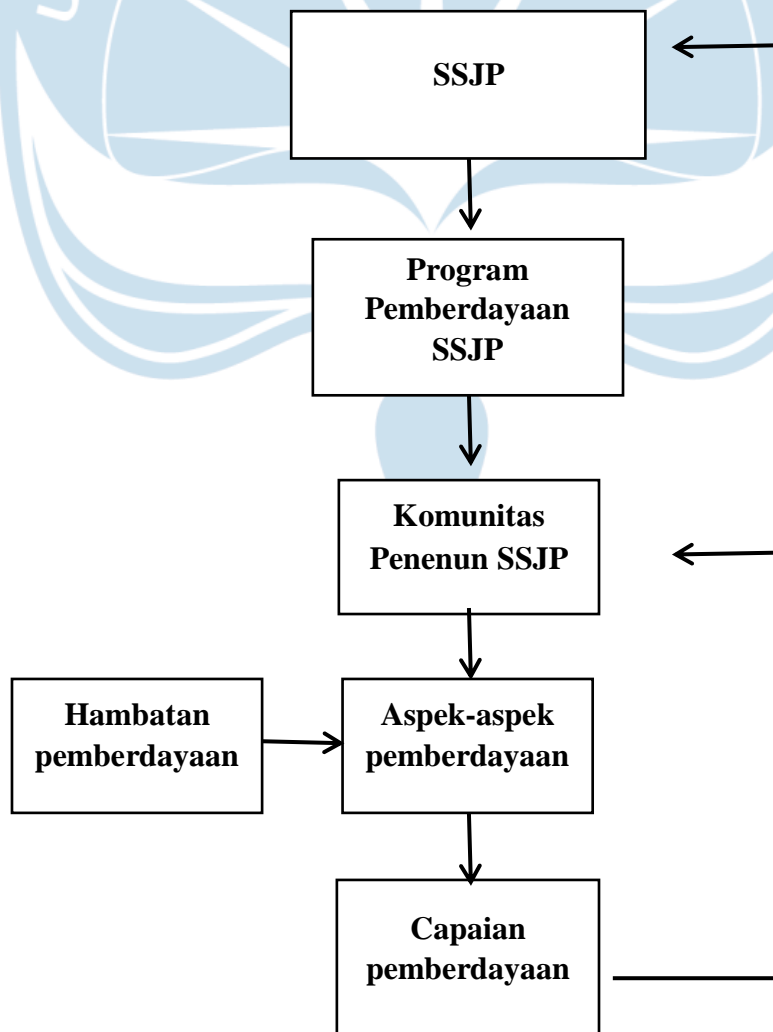 SSJP
Program
Pemberdayaan
SSJP
Komunitas
Penenun SSJP
Hambatan
pemberdayaan
Aspek-aspek
pemberdayaan
Capaian
pemberdayaan